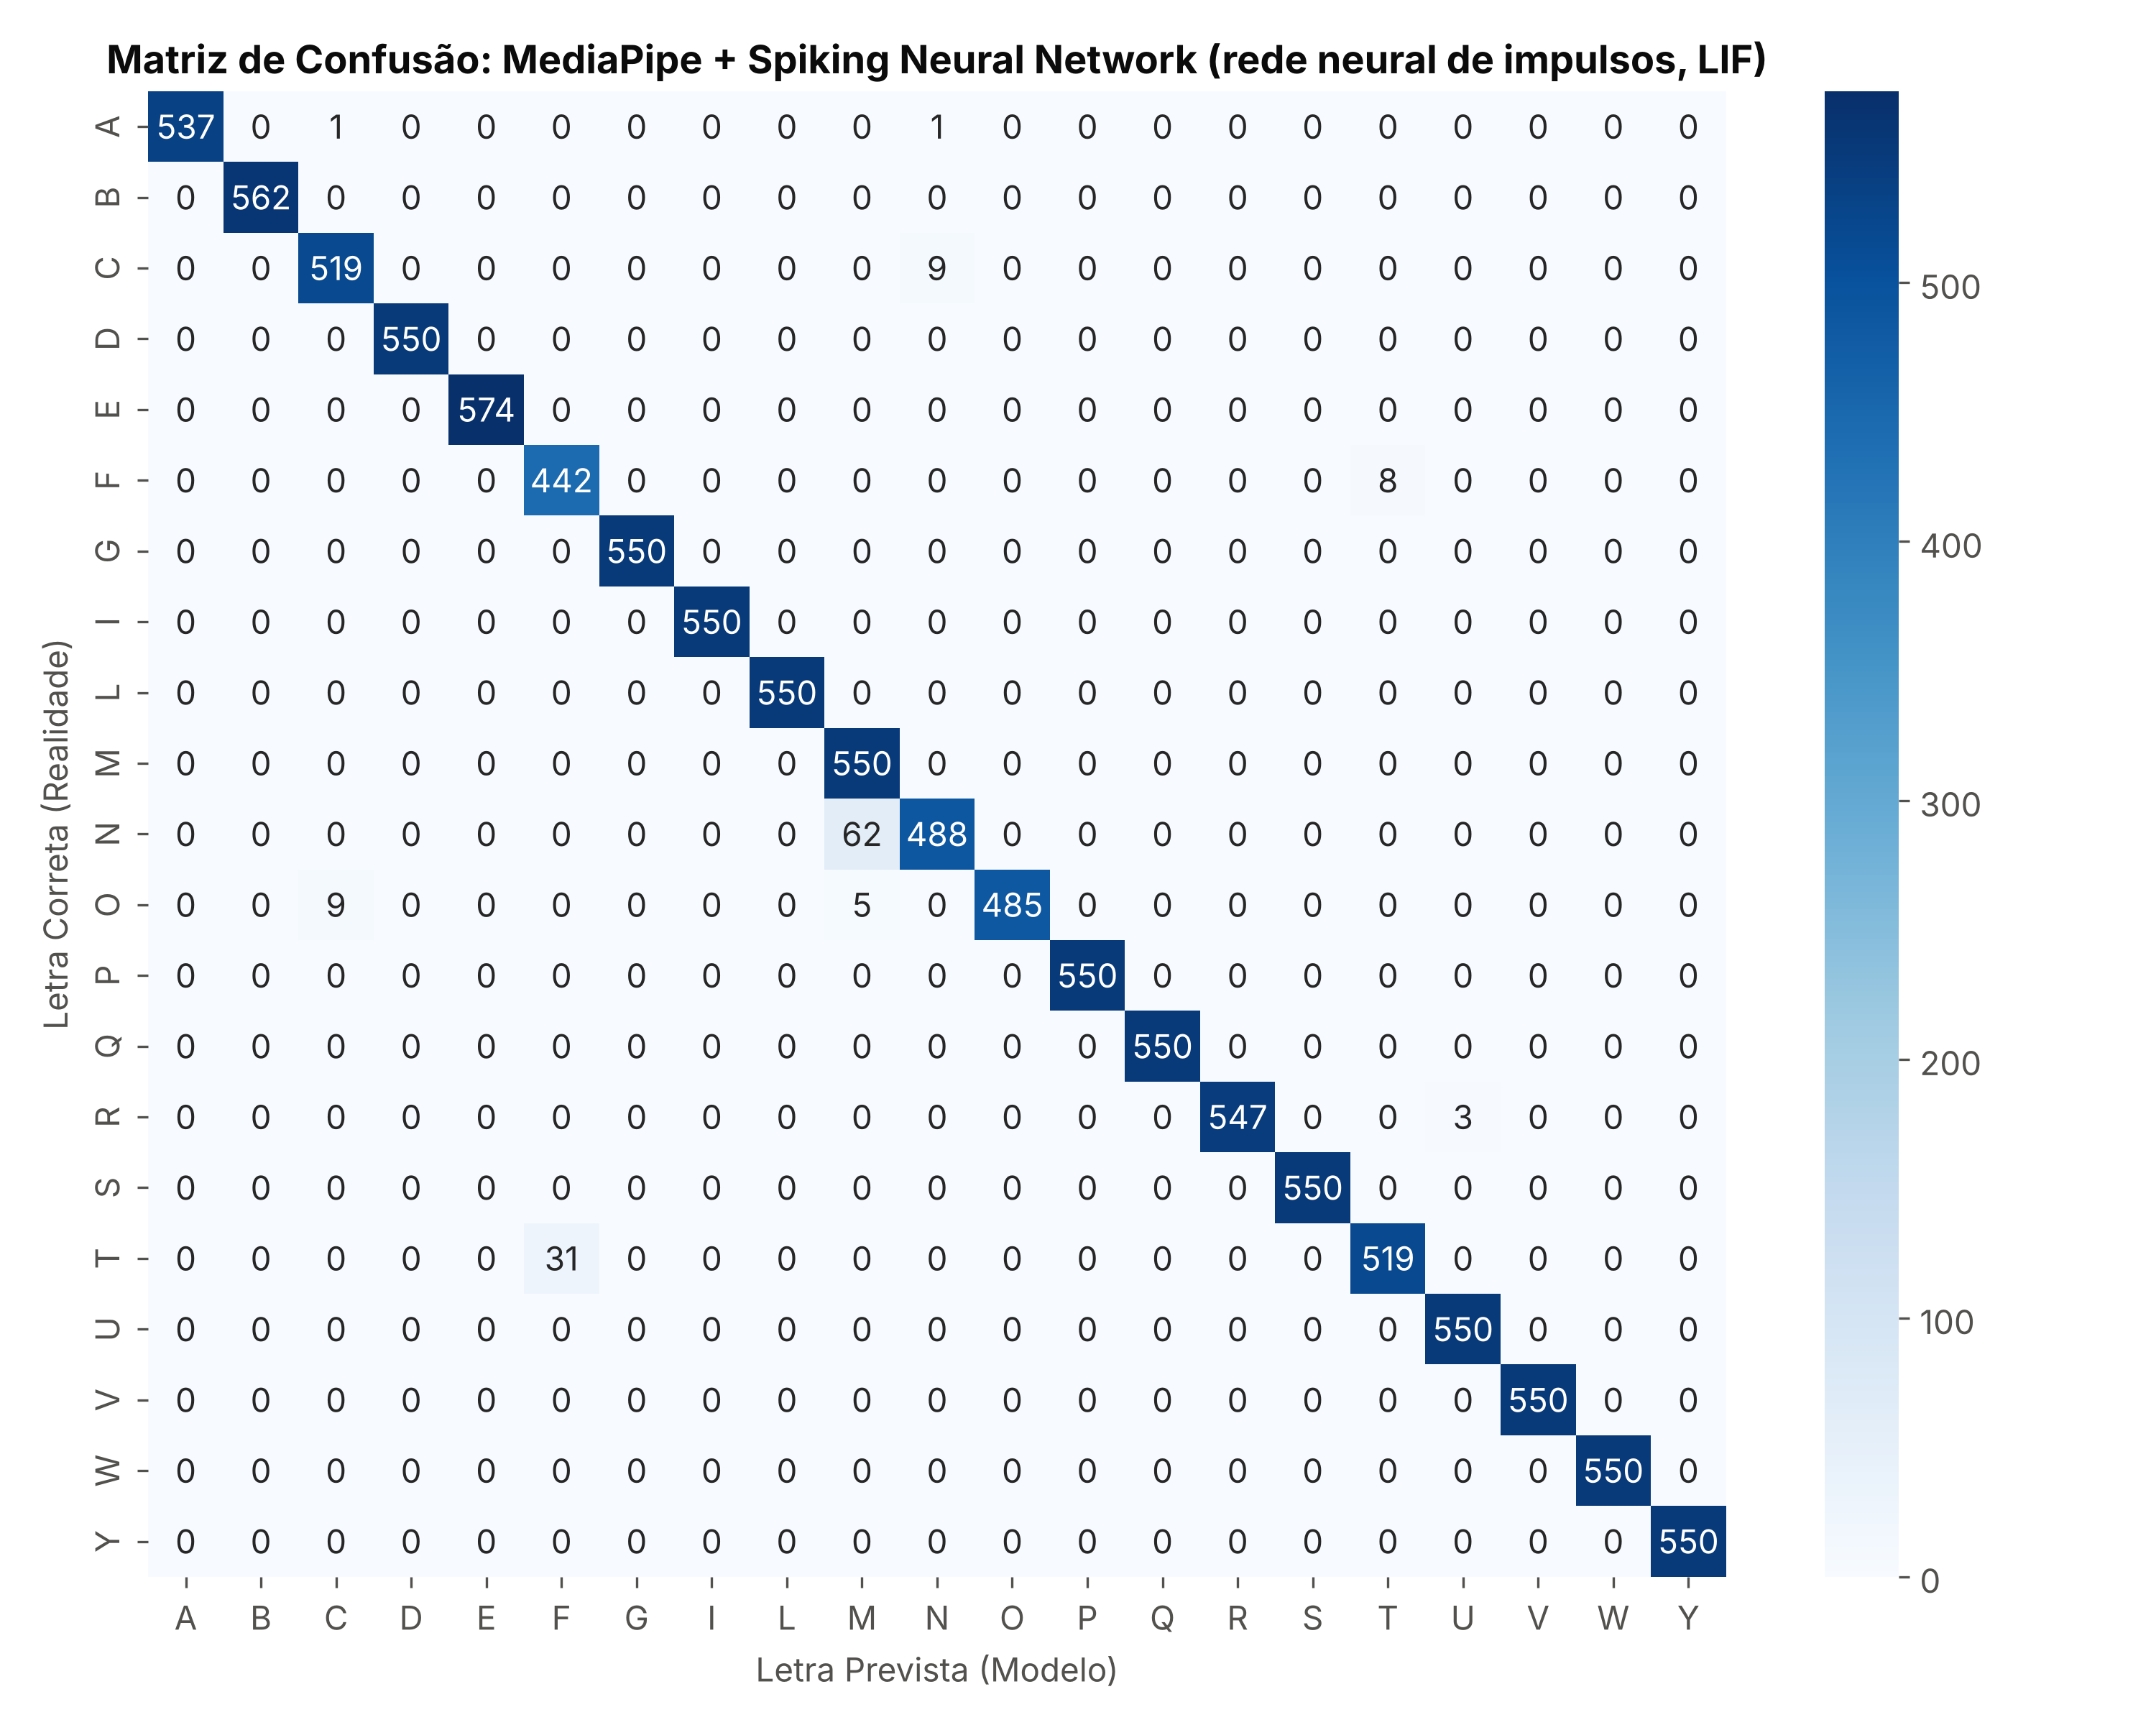 Matriz de Confusão: MediaPipe + Spiking Neural Network (rede neural de impulsos, LIF)
Letra Correta (Realidade)
A 537 0 1 0 0 0 0 0 0 0 1 0 0 0 0 0 0 0 0 0 0
B 0 562 0 0 0 0 0 0 0 0 0 0 0 0 0 0 0 0 0 0 0
C 0 0 519 0 0 0 0 0 0 0 9 0 0 0 0 0 0 0 0 0 0
D 0 0 0 550 0 0 0 0 0 0 0 0 0 0 0 0 0 0 0 0 0
E 0 0 0 0 574 0 0 0 0 0 0 0 0 0 0 0 0 0 0 0 0
F 0 0 0 0 0 442 0 0 0 0 0 0 0 0 0 0 8 0 0 0 0
G 0 0 0 0 0 0 550 0 0 0 0 0 0 0 0 0 0 0 0 0 0
I 0 0 0 0 0 0 0 550 0 0 0 0 0 0 0 0 0 0 0 0 0
L 0 0 0 0 0 0 0 0 550 0 0 0 0 0 0 0 0 0 0 0 0
M 0 0 0 0 0 0 0 0 0 550 0 0 0 0 0 0 0 0 0 0 0
N 0 0 0 0 0 0 0 0 0 62 488 0 0 0 0 0 0 0 0 0 0
O 0 0 9 0 0 0 0 0 0 5 0 485 0 0 0 0 0 0 0 0 0
P 0 0 0 0 0 0 0 0 0 0 0 0 550 0 0 0 0 0 0 0 0
Q 0 0 0 0 0 0 0 0 0 0 0 0 0 550 0 0 0 0 0 0 0
R 0 0 0 0 0 0 0 0 0 0 0 0 0 0 547 0 0 3 0 0 0
S 0 0 0 0 0 0 0 0 0 0 0 0 0 0 0 550 0 0 0 0 0
T 0 0 0 0 0 31 0 0 0 0 0 0 0 0 0 0 519 0 0 0 0
U 0 0 0 0 0 0 0 0 0 0 0 0 0 0 0 0 0 550 0 0 0
V 0 0 0 0 0 0 0 0 0 0 0 0 0 0 0 0 0 0 550 0 0
W 0 0 0 0 0 0 0 0 0 0 0 0 0 0 0 0 0 0 0 550 0
Y 0 0 0 0 0 0 0 0 0 0 0 0 0 0 0 0 0 0 0 0 550
A B C D E F G I L M N O P Q R S T U V W Y
Letra Prevista (Modelo)
500
400
300
200
100
0